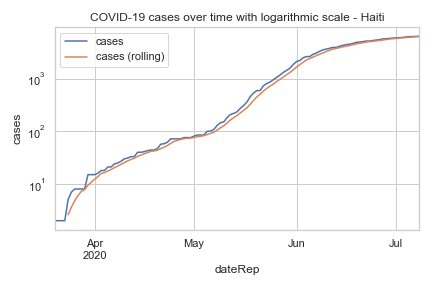 COVID-19 cases over time with logarithmic scale - Haiti
cases
cases (rolling)
10³
10²
10¹
cases
Apr
2020
May
Jun
Jul
dateRep